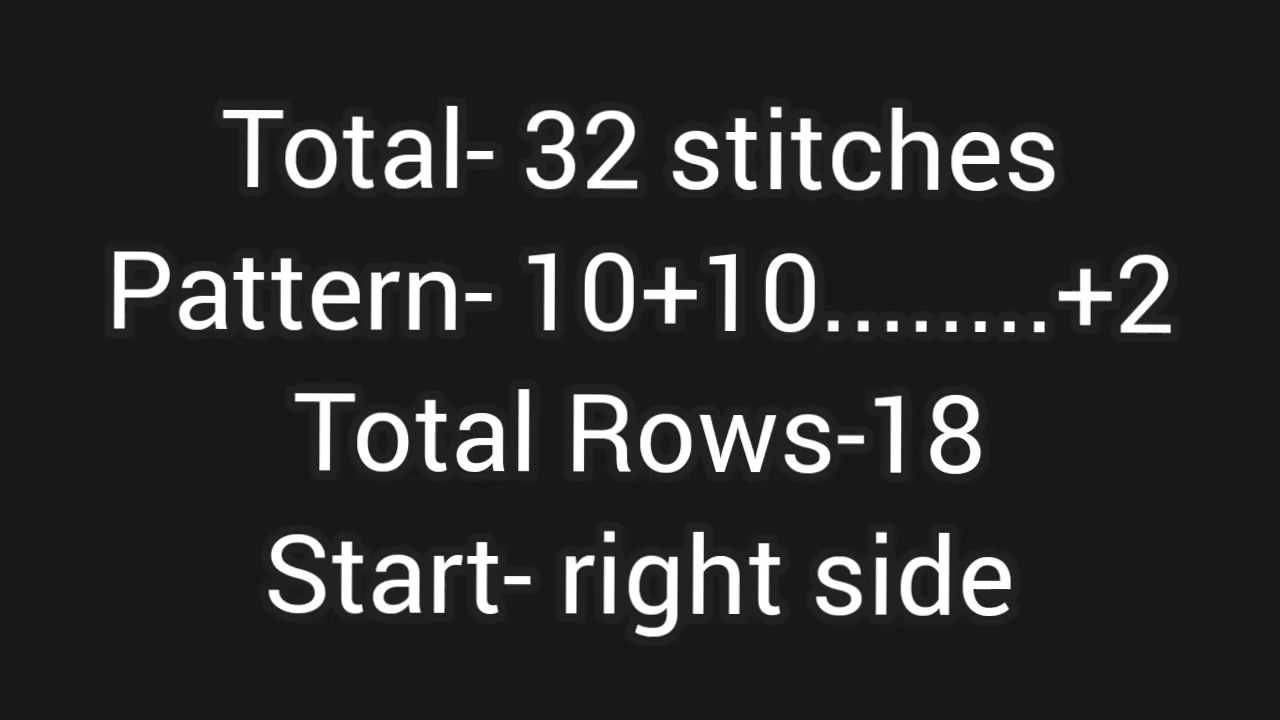 Total- 32 stitches
Pattern- 10+10........+2
Total Rows-18
Start- right side